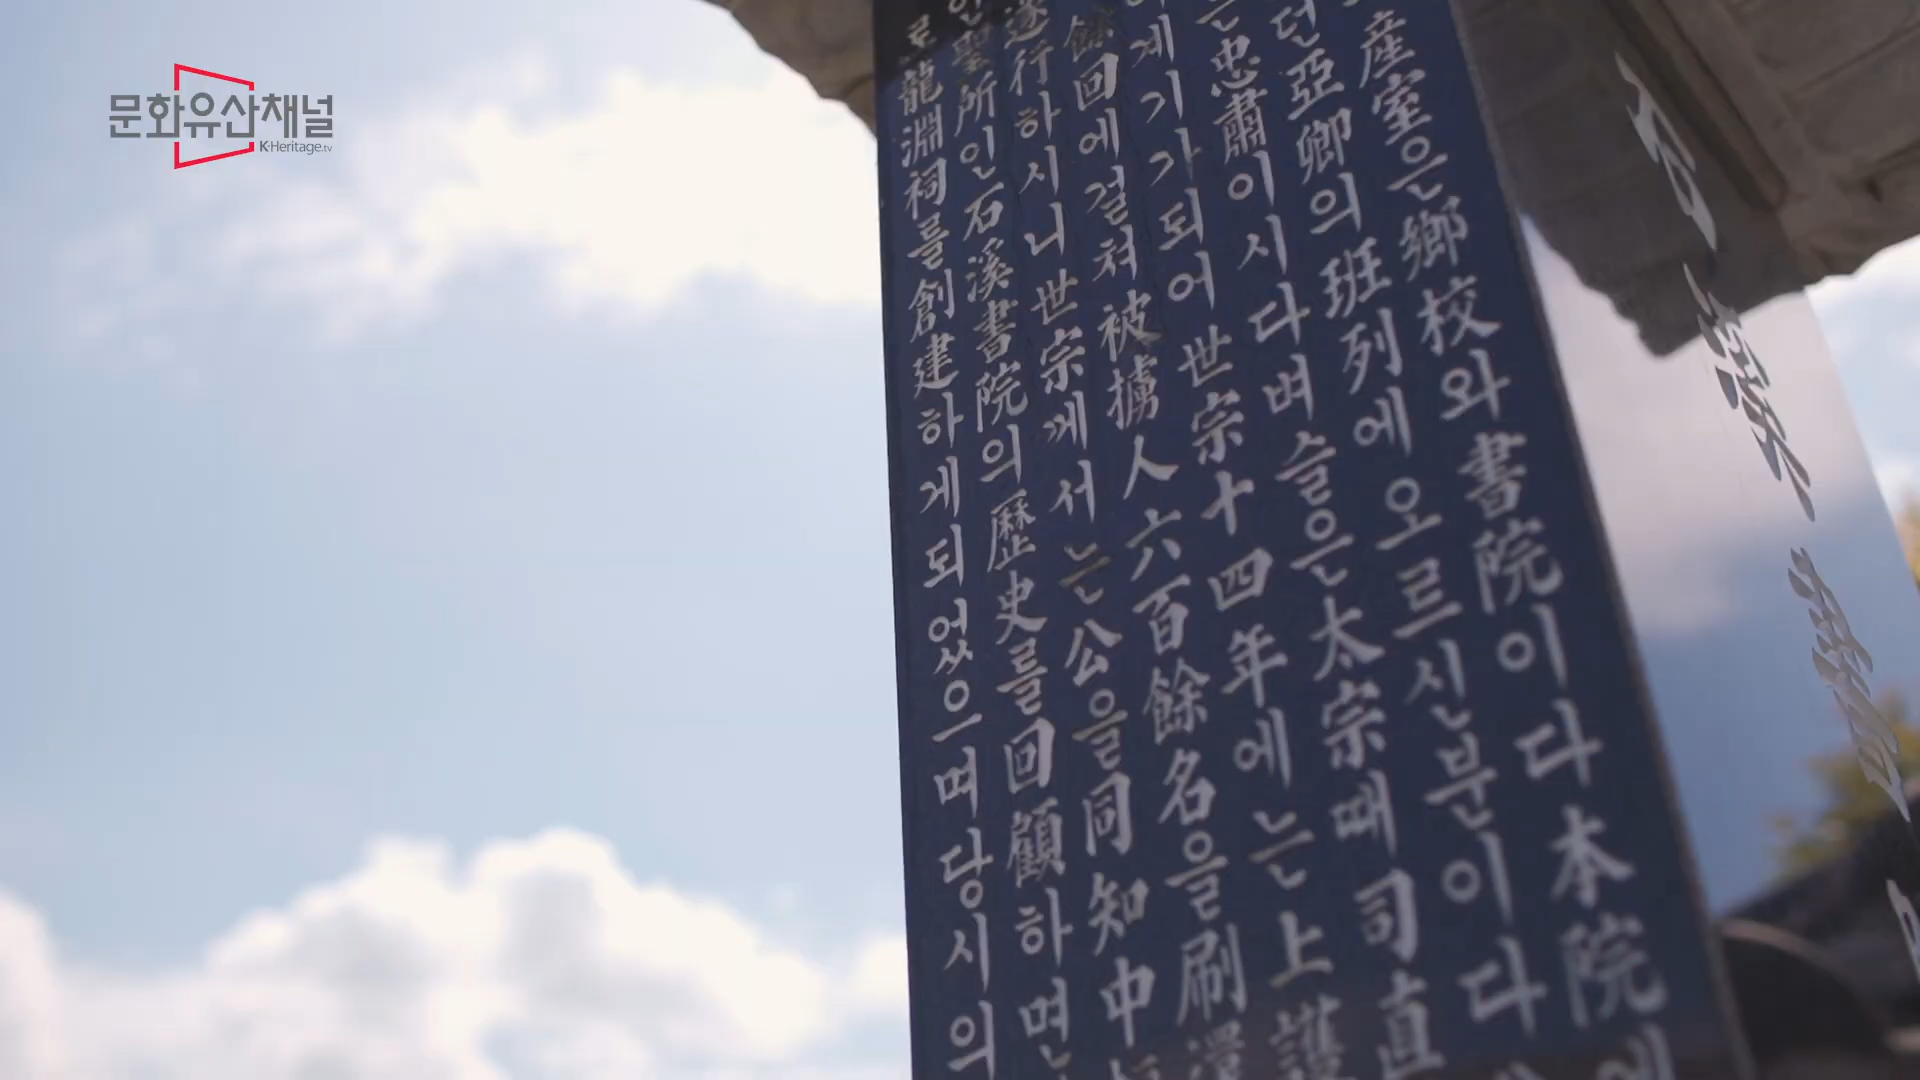 문화유산채널
K·Heritage.tv
産室은鄕校와書院이다本院에
던亞卿의班列에오르신분이다
는忠肅이시다벼슬은太宗때司直
계기가되어世宗十四年에는上護
餘回에걸쳐被擄人六百餘名을刷還
遂行하시니世宗께서는公을同知中
聖所인石溪書院의歷史를回顧하면
로龍淵祠를創建하게되었으며당시의